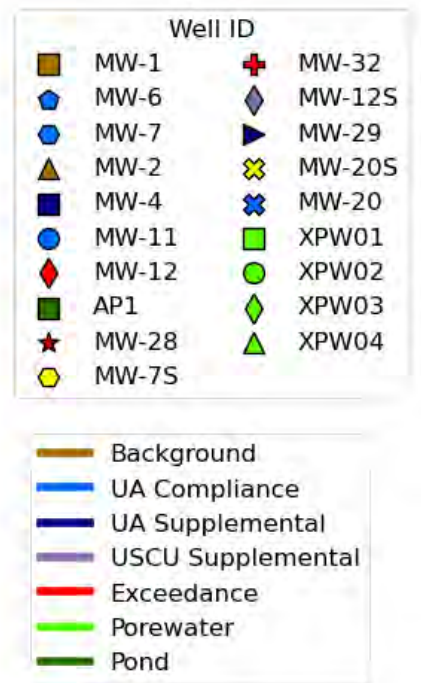 Well ID
MW-1 MW-32
MW-6 MW-12S
MW-7 MW-29
MW-2 MW-20S
MW-4 MW-20
MW-11 XPW01
MW-12 XPW02
AP1 XPW03
MW-28 XPW04
MW-7S
Background
UA Compliance
UA Supplemental
USCU Supplemental
Exceedance
Porewater
Pond